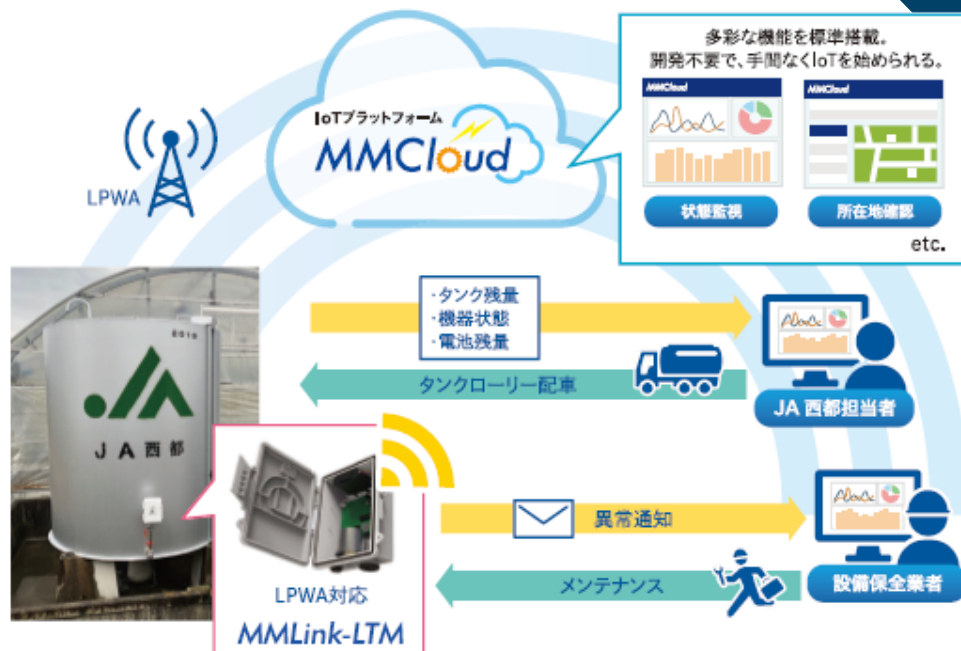 多彩な機能を標準搭載。
開発不要で、手間なくIoTを始められる。
MMCloud
MMCloud
状態監視
所在地確認
etc.
IoTプラットフォーム
MMCloud
LPWA
2019
JA西都
・タンク残量
・機器状態
・電池残量
タンクローリー配車
JA 西都担当者
異常通知
メンテナンス
設備保全業者
LPWA対応
MMLink-LTM